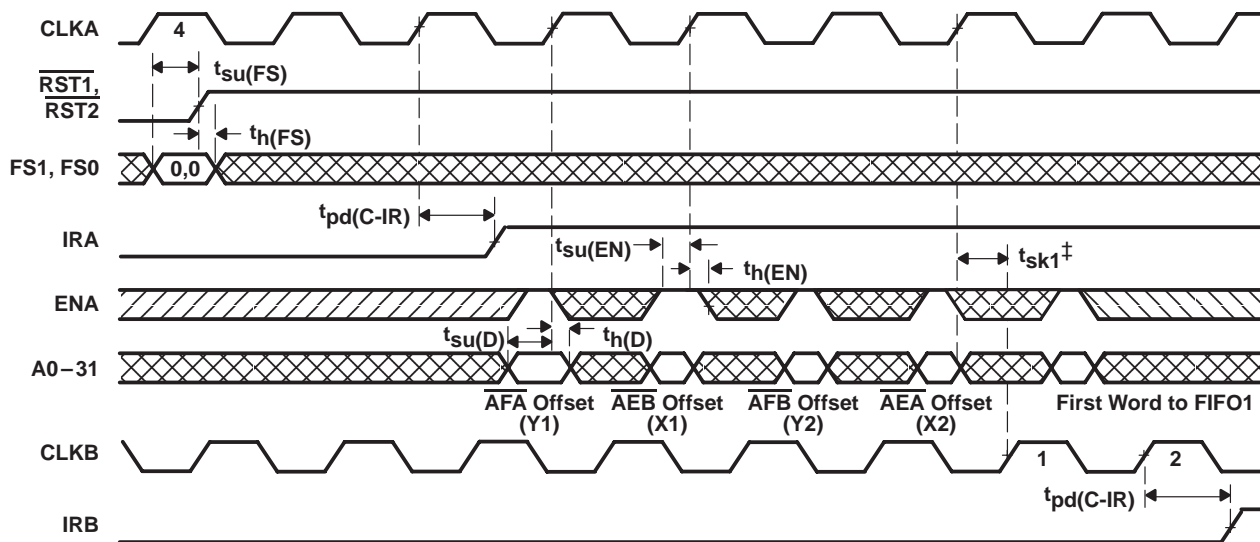 CLKA
4
tsu(FS)
RST1,
RST2
th(FS)
FS1, FS0
0,0
tpd(C-IR)
IRA
tsu(EN)
th(EN)
tsk1‡
ENA
tsu(D)
th(D)
A0–31
AFA Offset
(Y1)
AEB Offset
(X1)
AFB Offset
(Y2)
AEA Offset
(X2)
First Word to FIFO1
CLKB
1
2
tpd(C-IR)
IRB